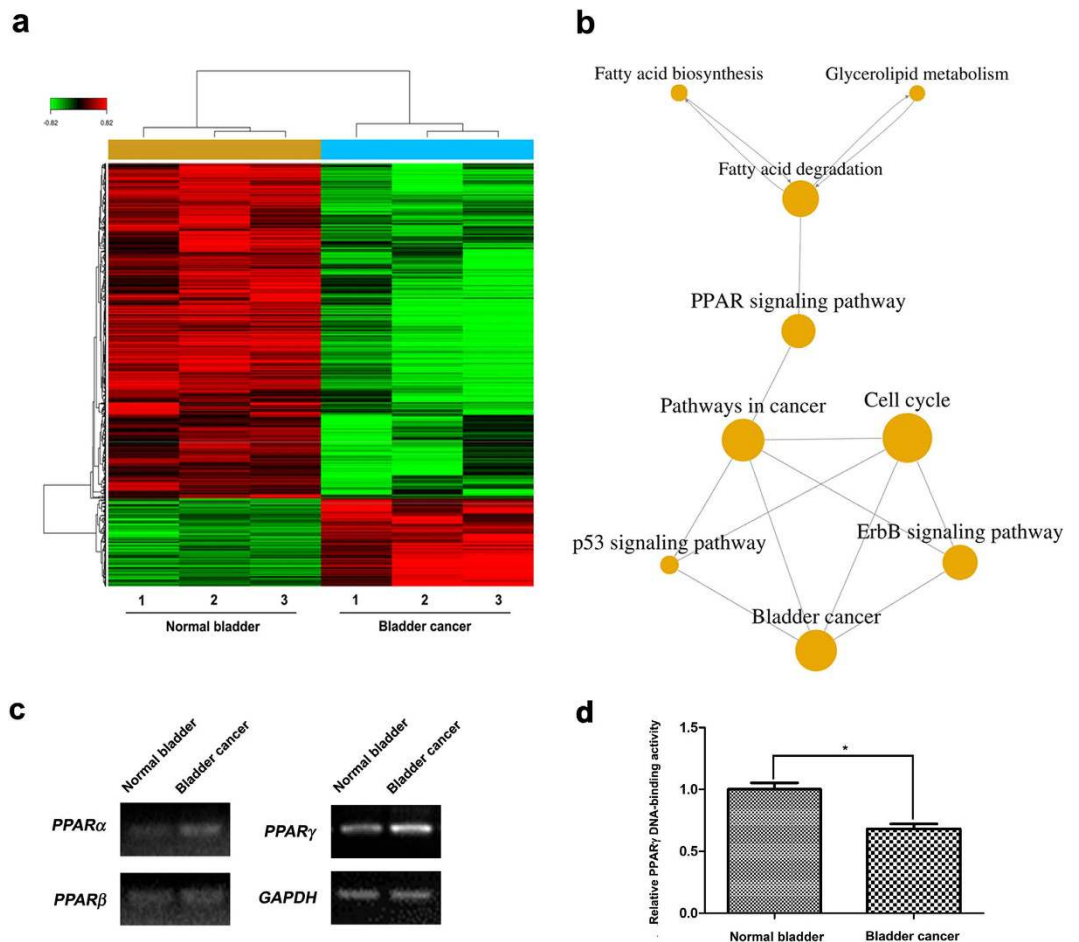 a
-0.82 0.82
1 2 3 1 2 3
Normal bladder Bladder cancer
b
Fatty acid biosynthesis
Glycerolipid metabolism
Fatty acid degradation
PPAR signaling pathway
Pathways in cancer
Cell cycle
p53 signaling pathway
ErbB signaling pathway
Bladder cancer
c
Normal bladder
Bladder cancer
PPARα
PPARβ
Normal bladder
Bladder cancer
PPARγ
GAPDH
d
Relative PPARγ DNA-binding activity
1.5
1.0
0.5
0.0
*
Normal bladder Bladder cancer